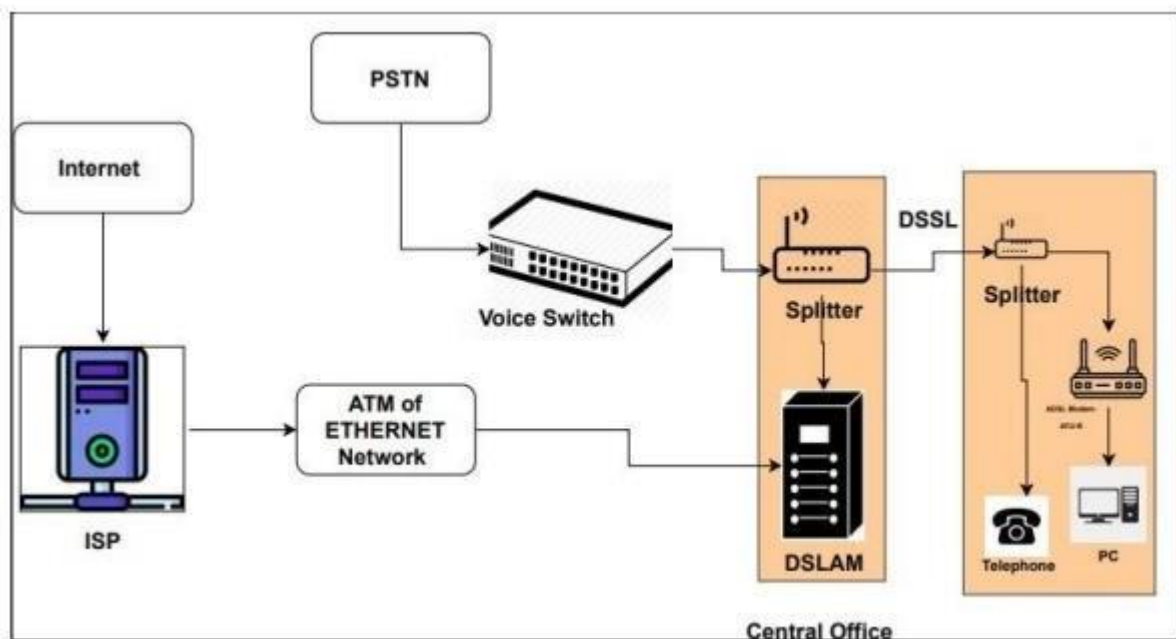 PSTN
Internet
DSSL
Splitter
Splitter
Voice Switch
ATM of
ETHERNET
Network
ISP
DSLAM
Telephone
PC
Central Office